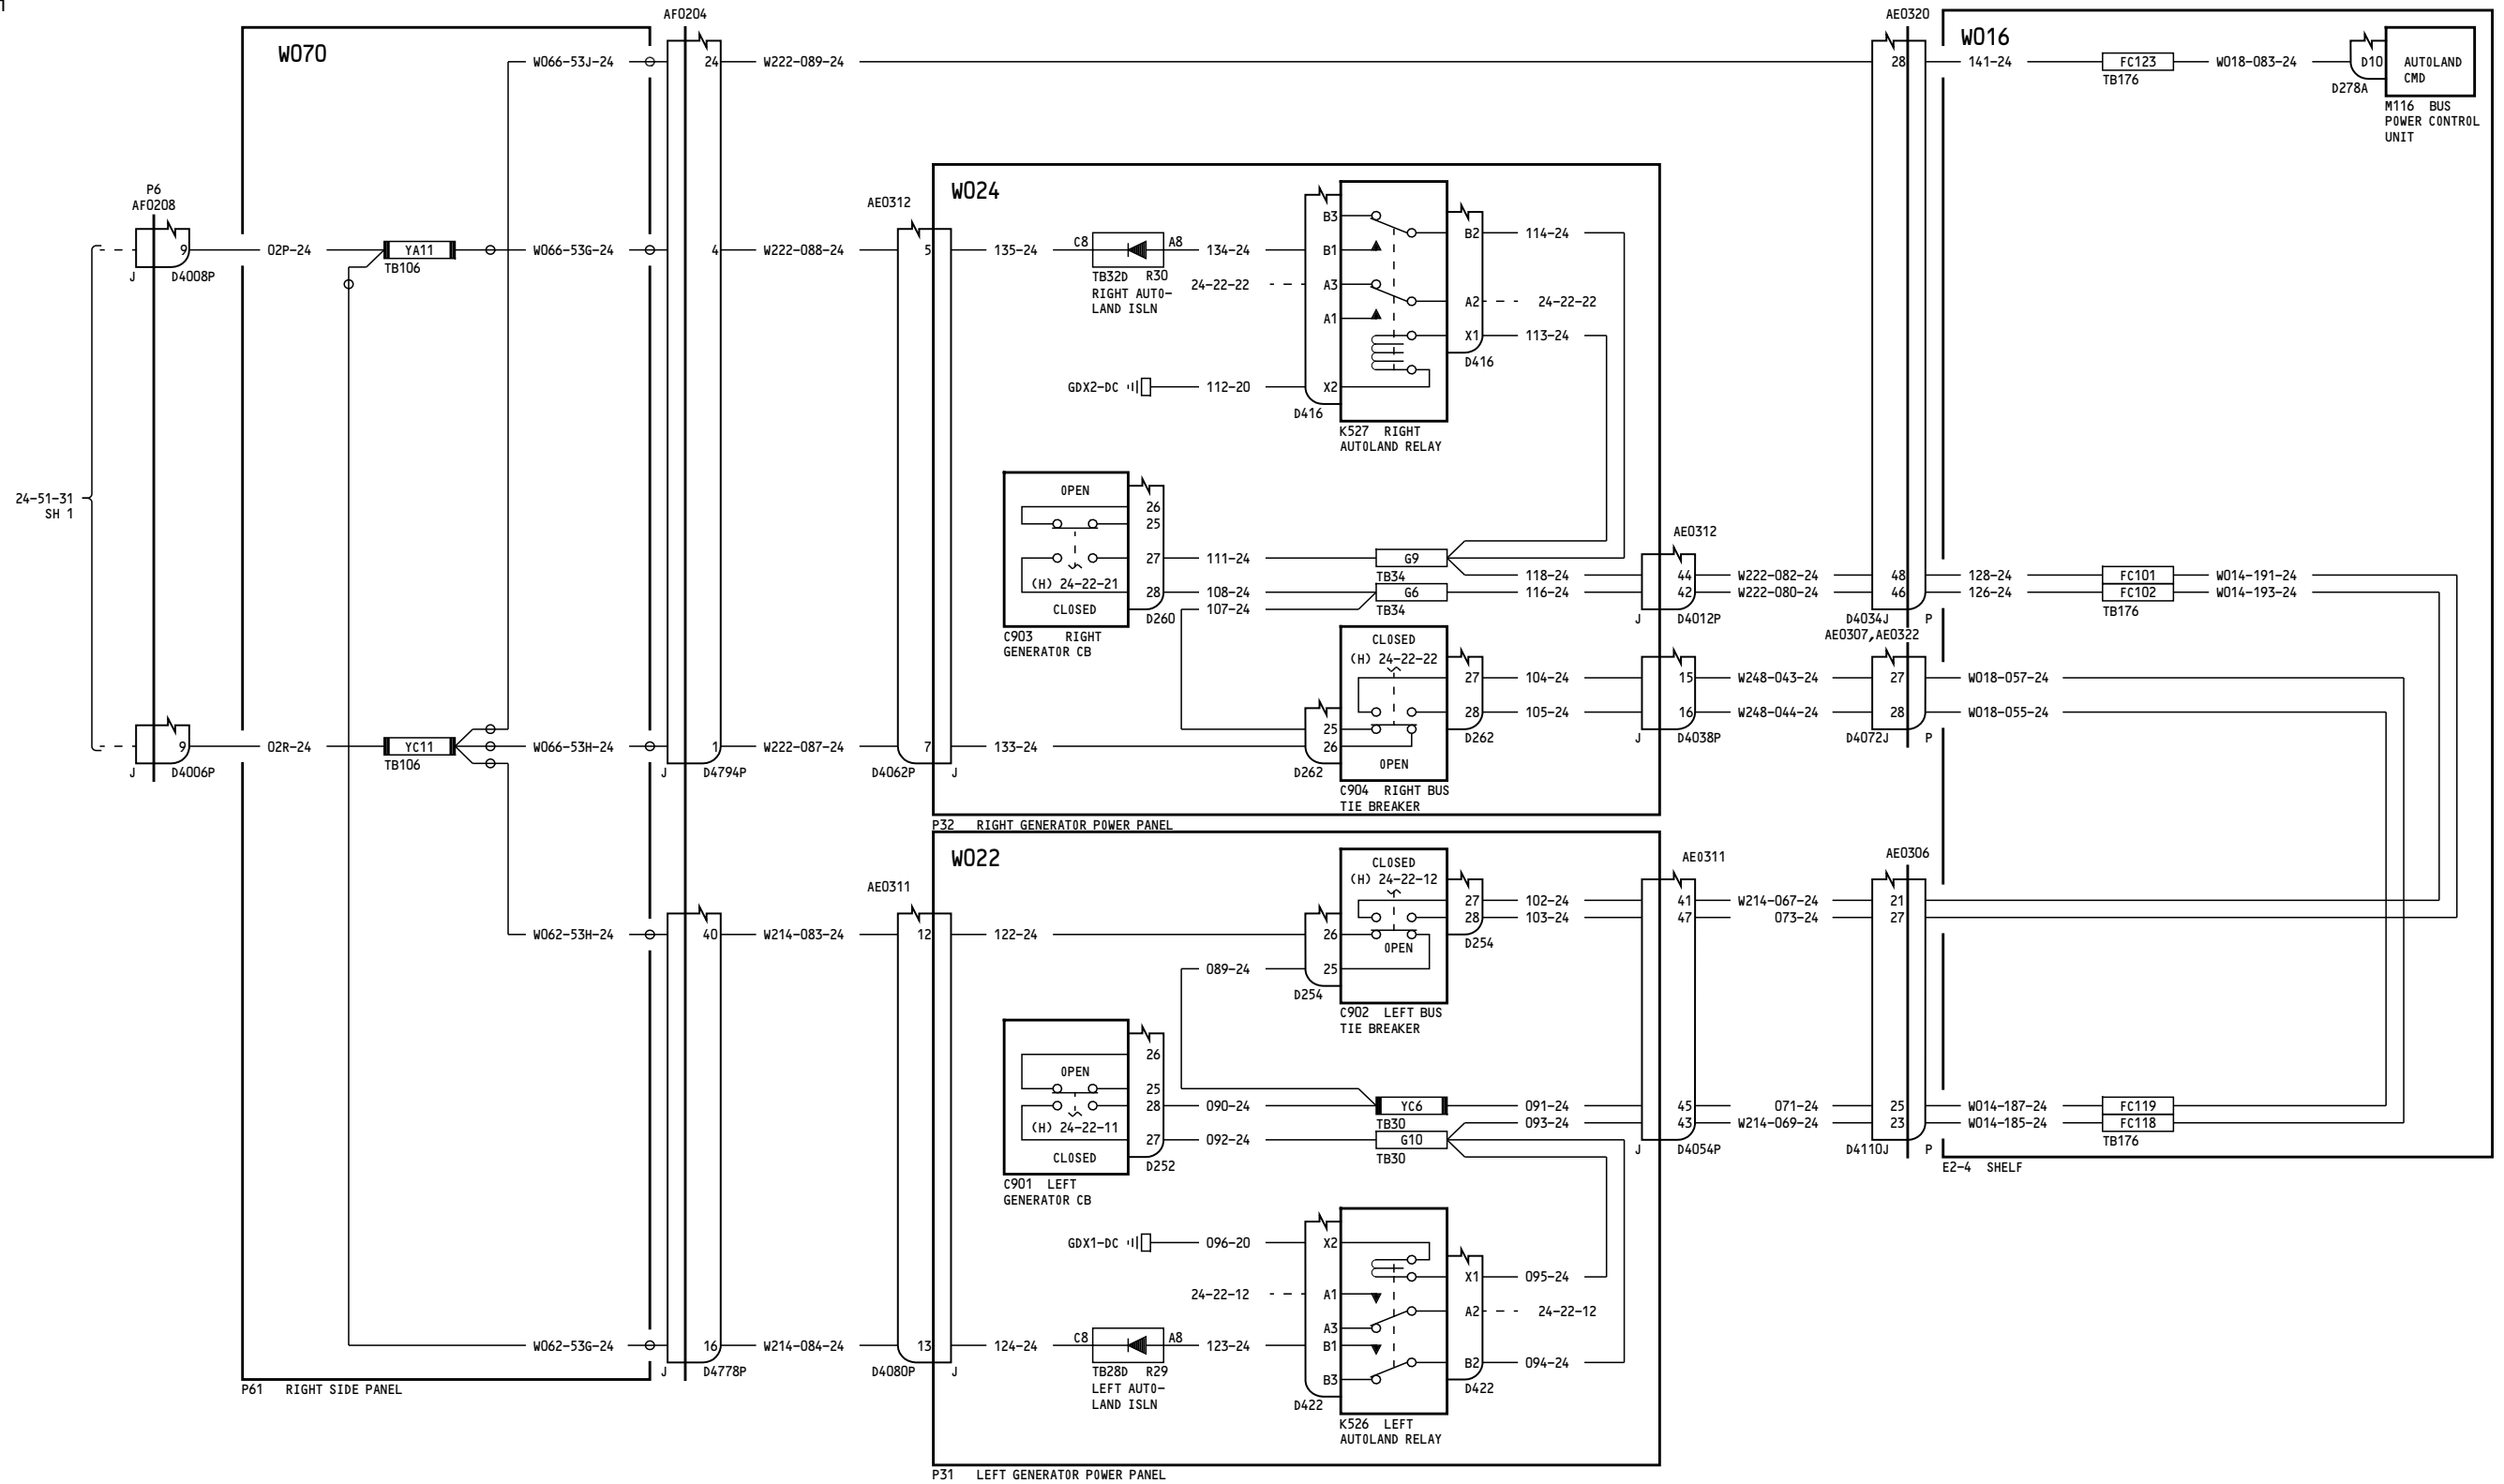 1
AF0204
AE0320
W070
W016
W066-53J-24
24
W222-089-24
28
141-24
FC123
TB176
W018-083-24
D10
D278A
AUTOLAND
CMD
M116 BUS
POWER CONTROL
UNIT
P6
AF0208
9
J
D4008P
02P-24
YA11
TB106
W066-53G-24
4
W222-088-24
AE0312
5
W024
135-24
C8
A8
TB32D R30
RIGHT AUTO-
LAND ISLN
134-24
24-22-22
B3
B1
A3
A1
X2
D416
B2
A2
X1
D416
114-24
24-22-22
113-24
GDX2-DC
112-20
K527 RIGHT
AUTOLAND RELAY
24-51-31
SH 1
OPEN
26
25
27
28
(H) 24-22-21
CLOSED
D260
C903 RIGHT
GENERATOR CB
111-24
108-24
107-24
G9
TB34
G6
TB34
118-24
116-24
AE0312
44
42
J
D4012P
W222-082-24
W222-080-24
48
46
D4034J
P
128-24
126-24
FC101
FC102
TB176
W014-191-24
W014-193-24
AE0307,AE0322
CLOSED
(H) 24-22-22
27
28
D262
25
26
D262
OPEN
C904 RIGHT BUS
TIE BREAKER
104-24
105-24
15
16
J
D4038P
W248-043-24
W248-044-24
27
28
D4072J
P
W018-057-24
W018-055-24
9
J
D4006P
02R-24
YC11
TB106
W066-53H-24
1
J
D4794P
W222-087-24
7
D4062P
J
133-24
P32 RIGHT GENERATOR POWER PANEL
W022
AE0311
W062-53H-24
40
W214-083-24
12
122-24
CLOSED
(H) 24-22-12
27
28
D254
26
25
OPEN
D254
C902 LEFT BUS
TIE BREAKER
089-24
102-24
103-24
AE0311
41
47
W214-067-24
073-24
AE0306
21
27
26
OPEN
25
28
(H) 24-22-11
27
CLOSED
D252
C901 LEFT
GENERATOR CB
090-24
092-24
YC6
TB30
G10
TB30
091-24
093-24
45
43
J
D4054P
071-24
W214-069-24
25
23
D4110J
P
W014-187-24
W014-185-24
FC119
FC118
TB176
E2-4 SHELF
GDX1-DC
096-20
24-22-12
X2
A1
A3
B1
B3
D422
X1
A2
B2
D422
095-24
24-22-12
094-24
K526 LEFT
AUTOLAND RELAY
W062-53G-24
16
J
D4778P
W214-084-24
13
D4080P
J
124-24
C8
A8
TB28D R29
LEFT AUTO-
LAND ISLN
123-24
P61 RIGHT SIDE PANEL
P31 LEFT GENERATOR POWER PANEL